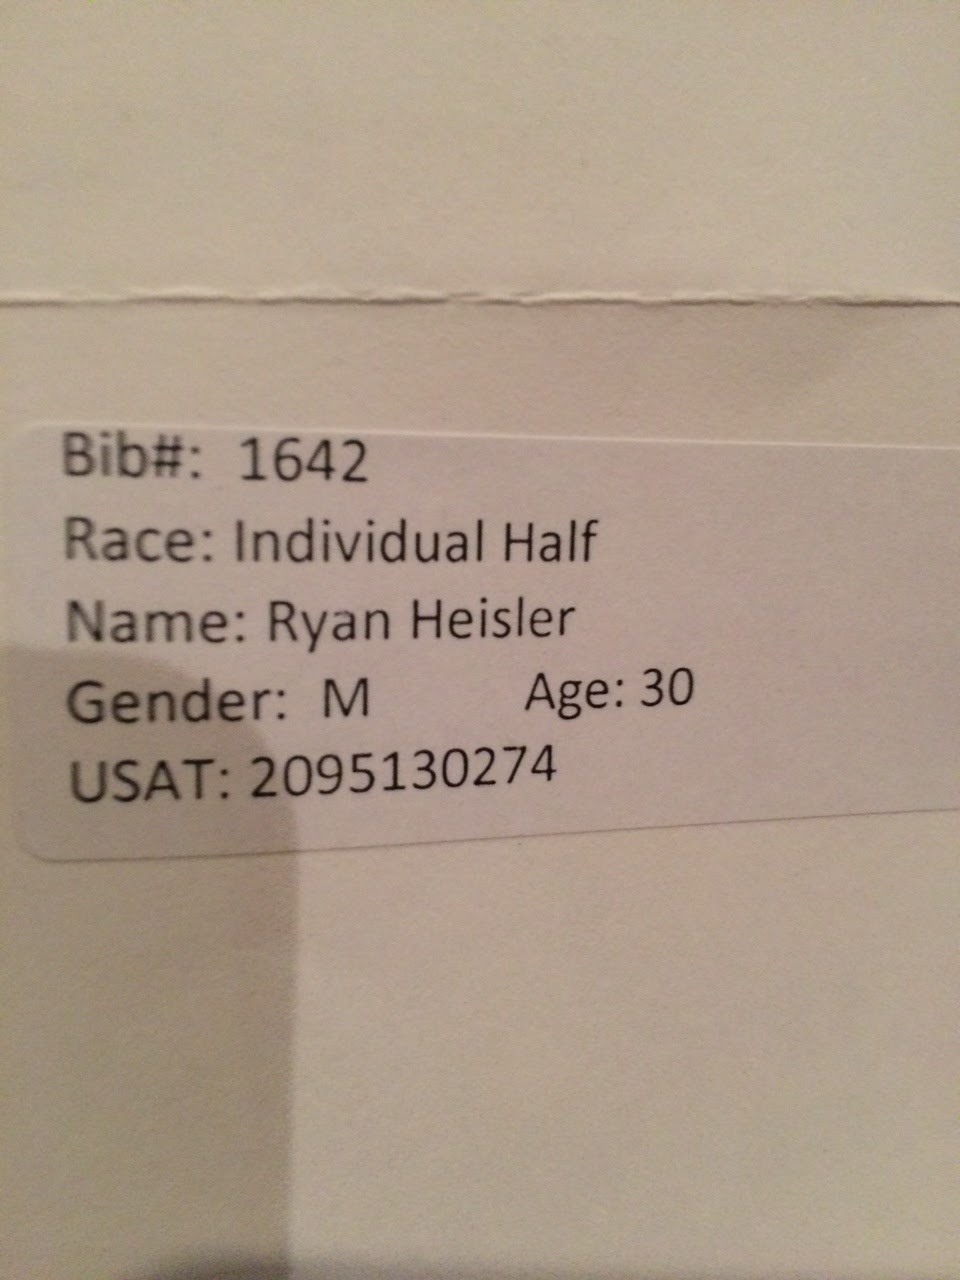 Bib#: 1642
Race: Individual Half
Name: Ryan Heisler
Gender: M Age: 30
USAT: 2095130274